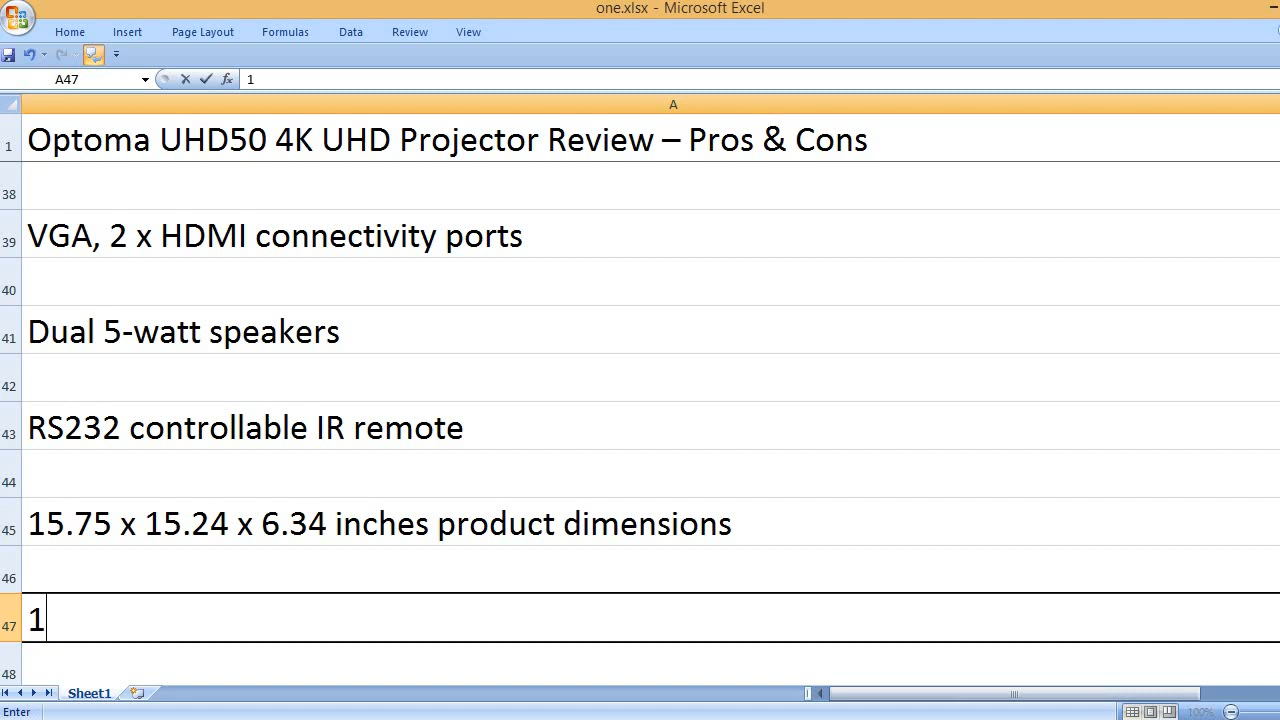 one.xlsx - Microsoft Excel
Home Insert Page Layout Formulas Data Review View
A47 fx 1
A
1 Optoma UHD50 4K UHD Projector Review – Pros & Cons
38
39 VGA, 2 x HDMI connectivity ports
40
41 Dual 5-watt speakers
42
43 RS232 controllable IR remote
44
45 15.75 x 15.24 x 6.34 inches product dimensions
46
47 1
48
Sheet1
Enter 100%